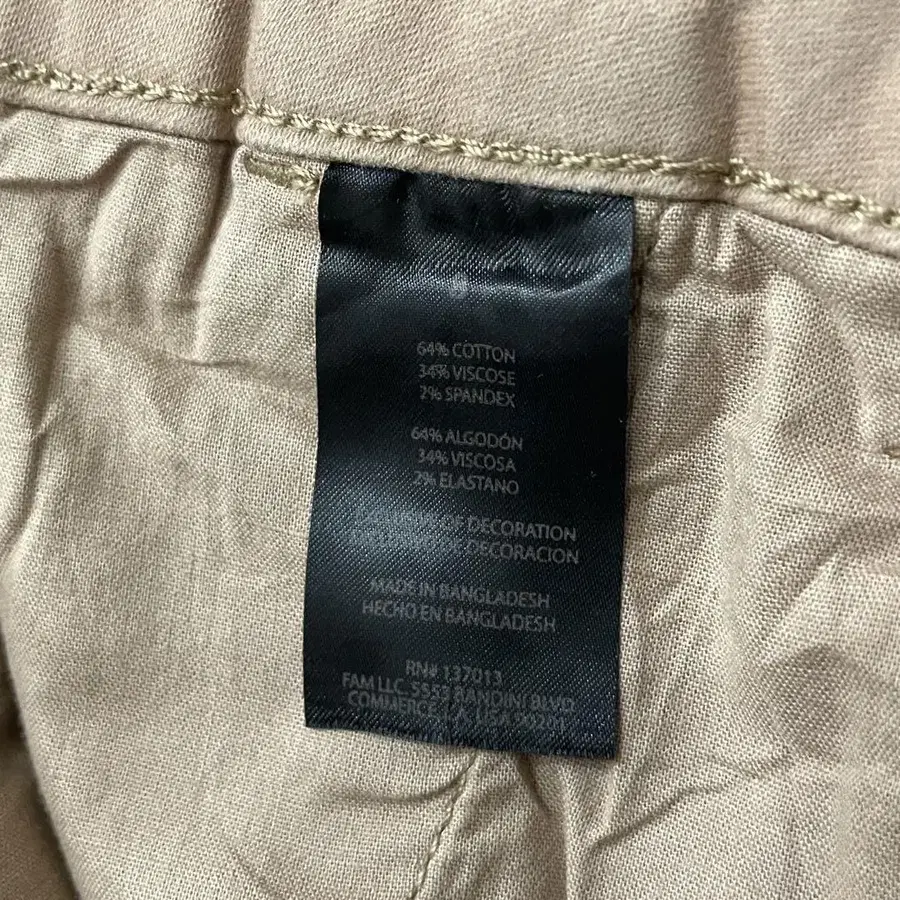 64% COTTON
34% VISCOSE
2% SPANDEX
64% ALGODÓN
34% VISCOSA
2% ELASTANO
OF DECORATION
DECORACION
MADE IN BANGLADESH
HECHO EN BANGLADESH
RN# 137013
FAM LLC. 5553 BANDINI BLVD
COMMERCE, CA, USA 90201